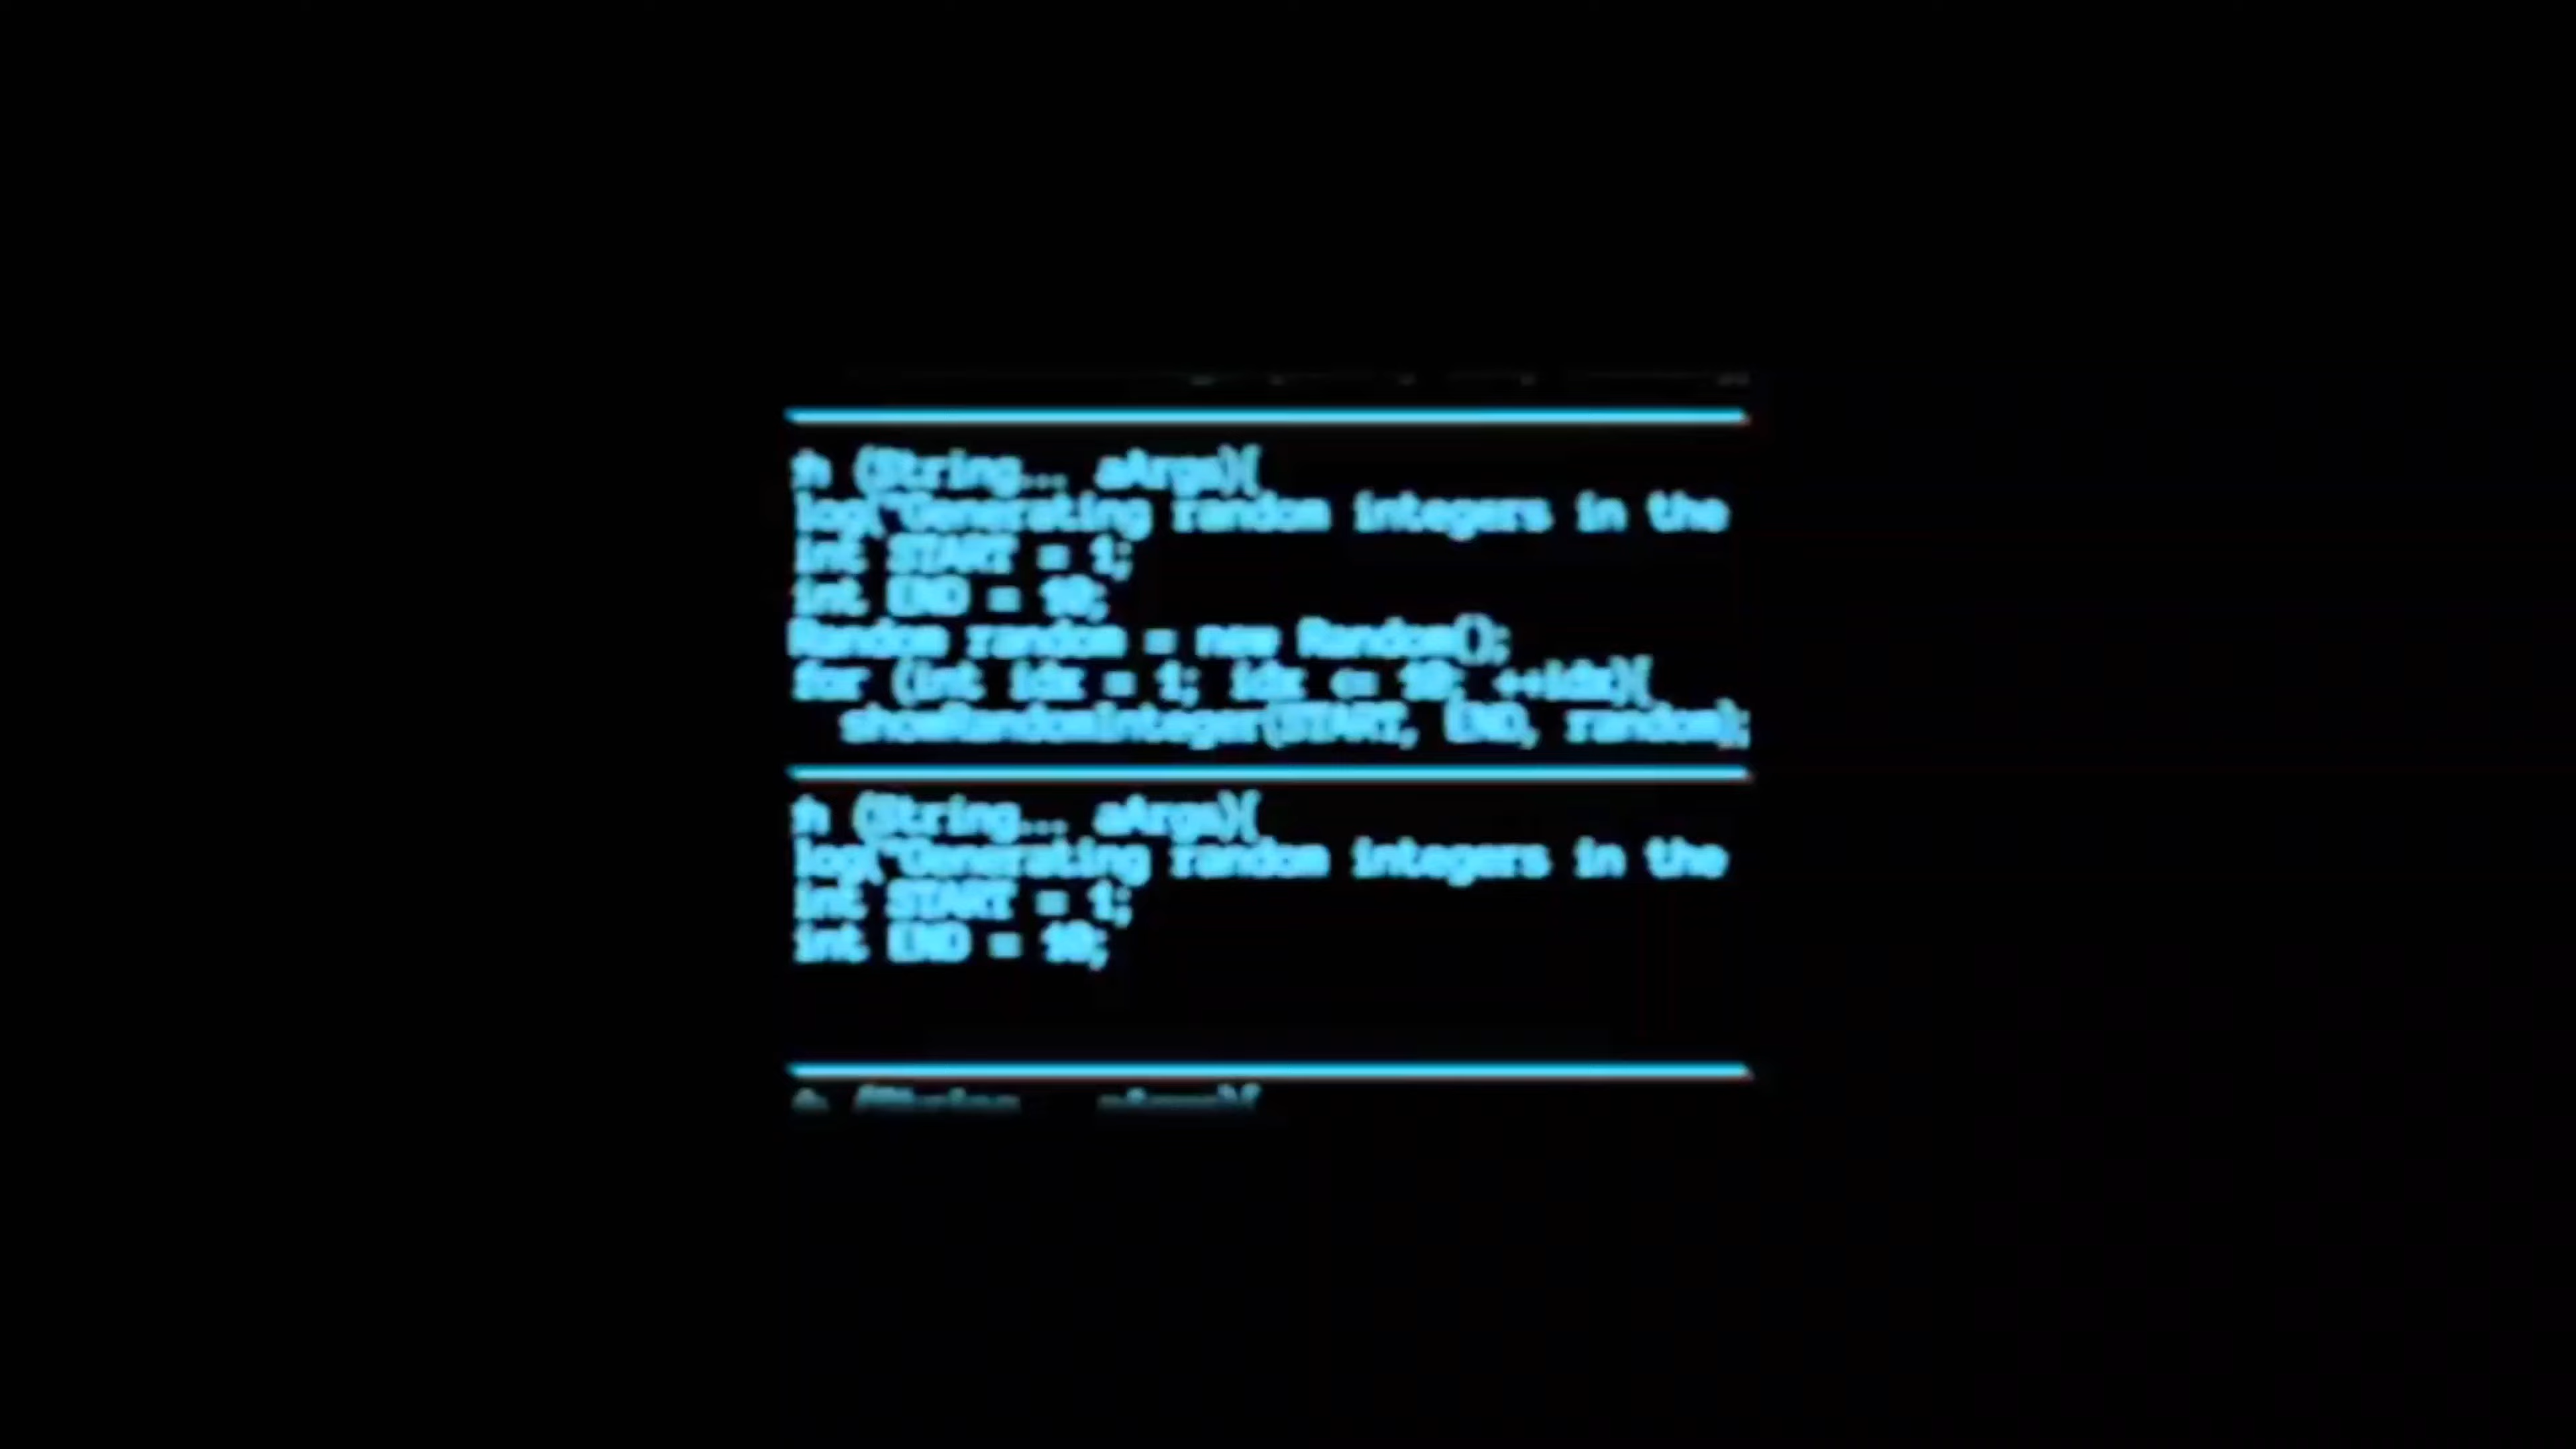 h (String... aArgs){
log("Generating random integers in the
int START = 1;
int END = 10;
Random random = new Random();
for (int idx = 1; idx <= 10; ++idx){
showRandomInteger(START, END, random);
h (String... aArgs){
log("Generating random integers in the
int START = 1;
int END = 10;